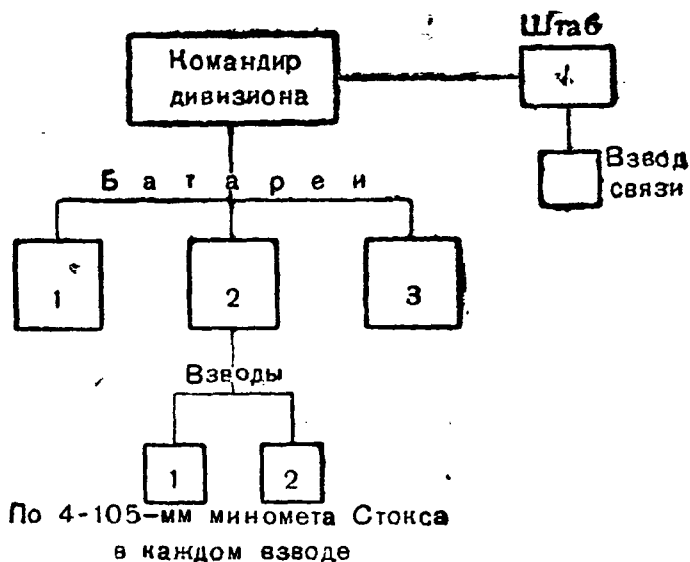 Штаб
Командир
дивизиона
Взвод
связи
Батареи
1
2
3
Взводы
1
2
По 4-105-мм миномета Стокса
в каждом взводе